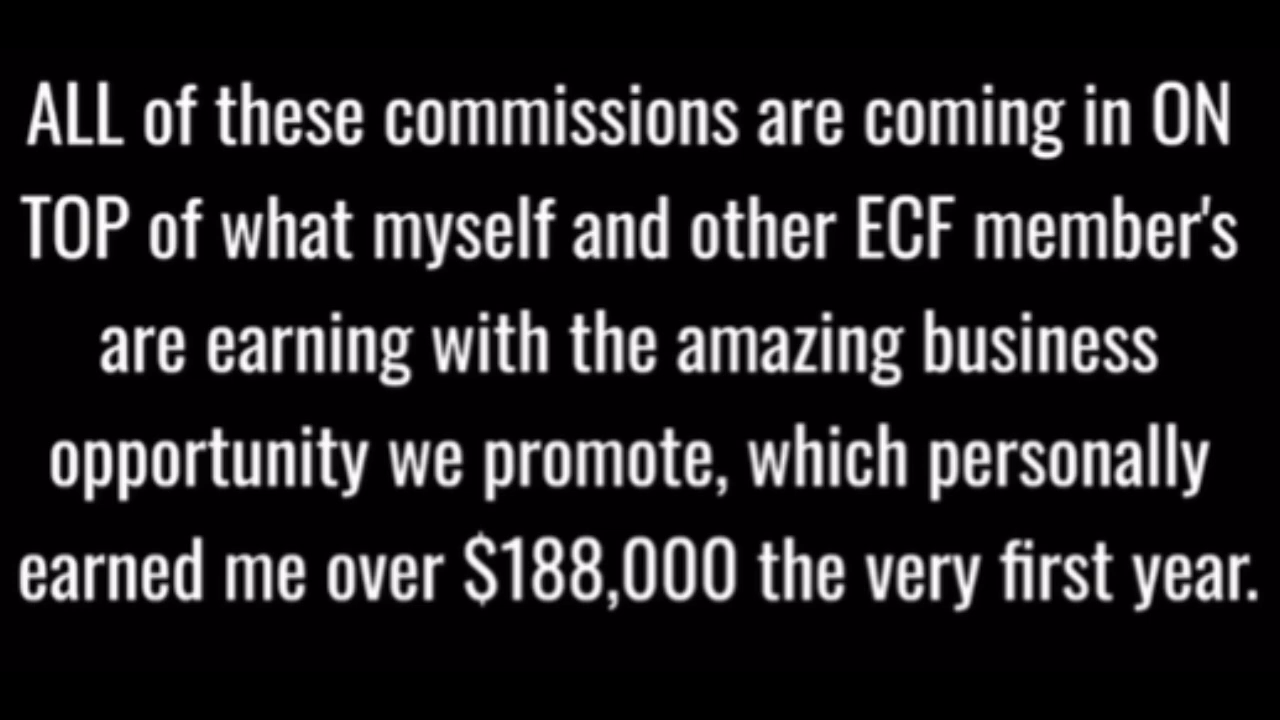 ALL of these commissions are coming in ON
TOP of what myself and other ECF member's
are earning with the amazing business
opportunity we promote, which personally
earned me over $188,000 the very first year.